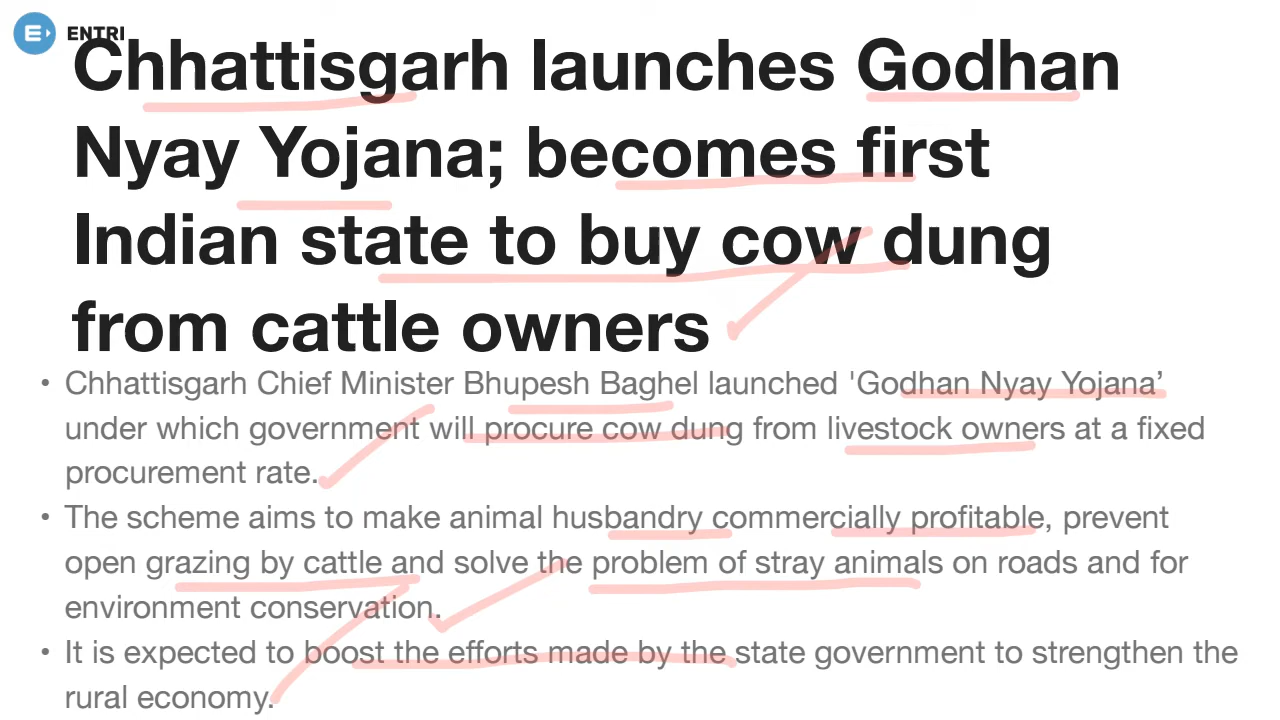 ENTRI
Chhattisgarh launches Godhan
Nyay Yojana; becomes first
Indian state to buy cow dung
from cattle owners
• Chhattisgarh Chief Minister Bhupesh Baghel launched 'Godhan Nyay Yojana’
under which government will procure cow dung from livestock owners at a fixed
procurement rate.
• The scheme aims to make animal husbandry commercially profitable, prevent
open grazing by cattle and solve the problem of stray animals on roads and for
environment conservation.
• It is expected to boost the efforts made by the state government to strengthen the
rural economy.